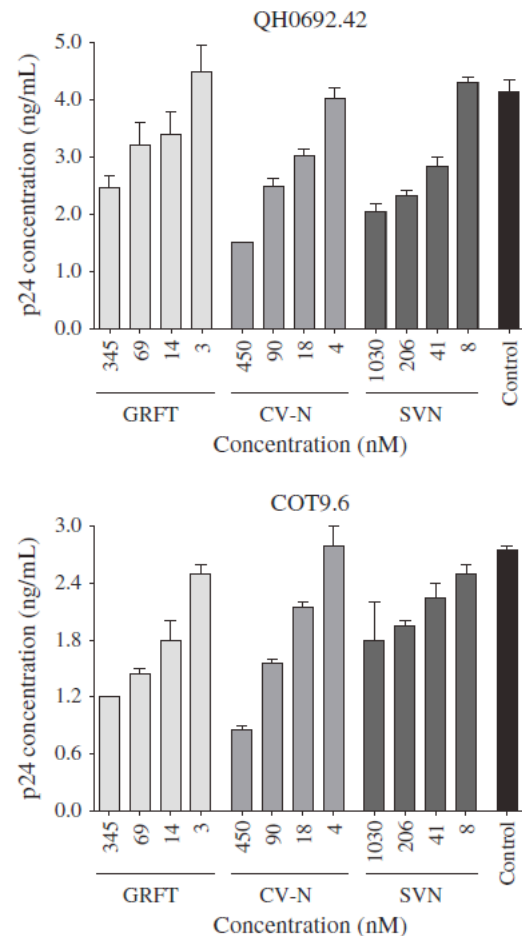 QH0692.42
p24 concentration (ng/mL)
5.0
4.0
3.0
2.0
1.0
0.0
345 69 14 3 450 90 18 4 1030 206 41 8 Control
GRFT CV-N SVN
Concentration (nM)
COT9.6
p24 concentration (ng/mL)
3.0
2.4
1.8
1.2
0.6
0.0
345 69 14 3 450 90 18 4 1030 206 41 8 Control
GRFT CV-N SVN
Concentration (nM)